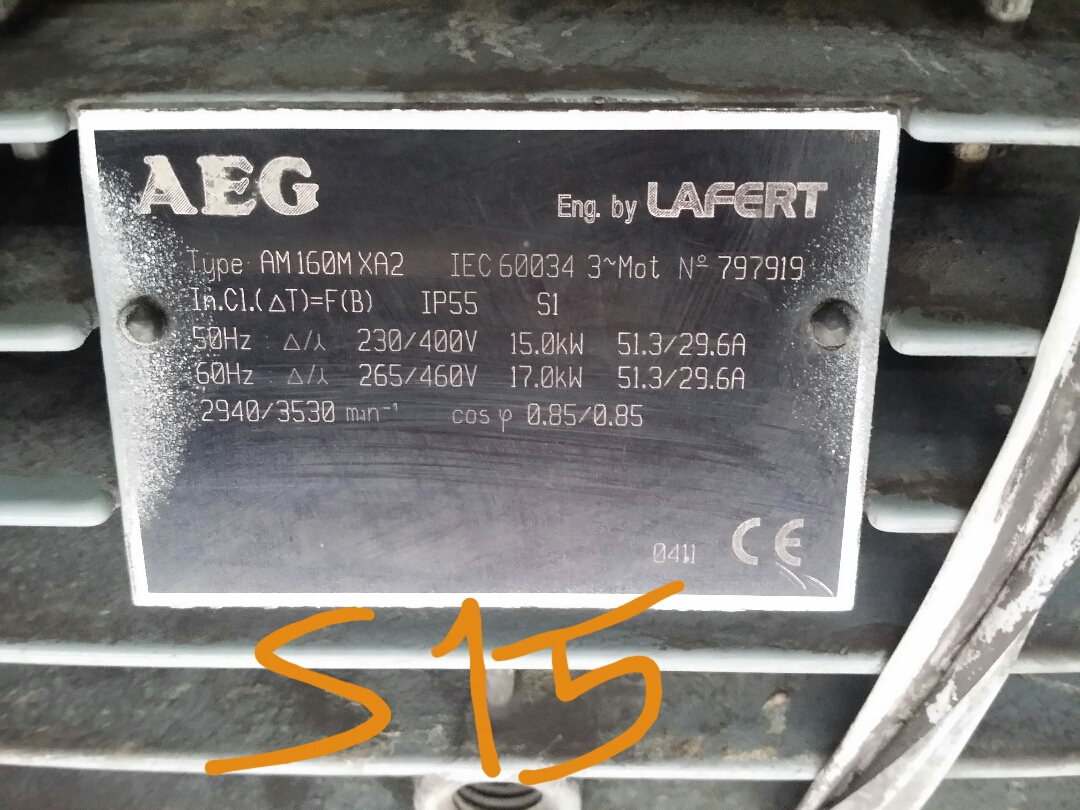 AEG
Eng. by LAFERT
Type AM160M XA2 IEC 60034 3~Mot Nº 797919
In.Cl.(ΔT)=F(B) IP55 S1
50Hz Δ/⅄ 230/400V 15.0kW 51.3/29.6A
60Hz Δ/⅄ 265/460V 17.0kW 51.3/29.6A
2940/3530 min⁻¹ cos φ 0.85/0.85
0411 CE
S15